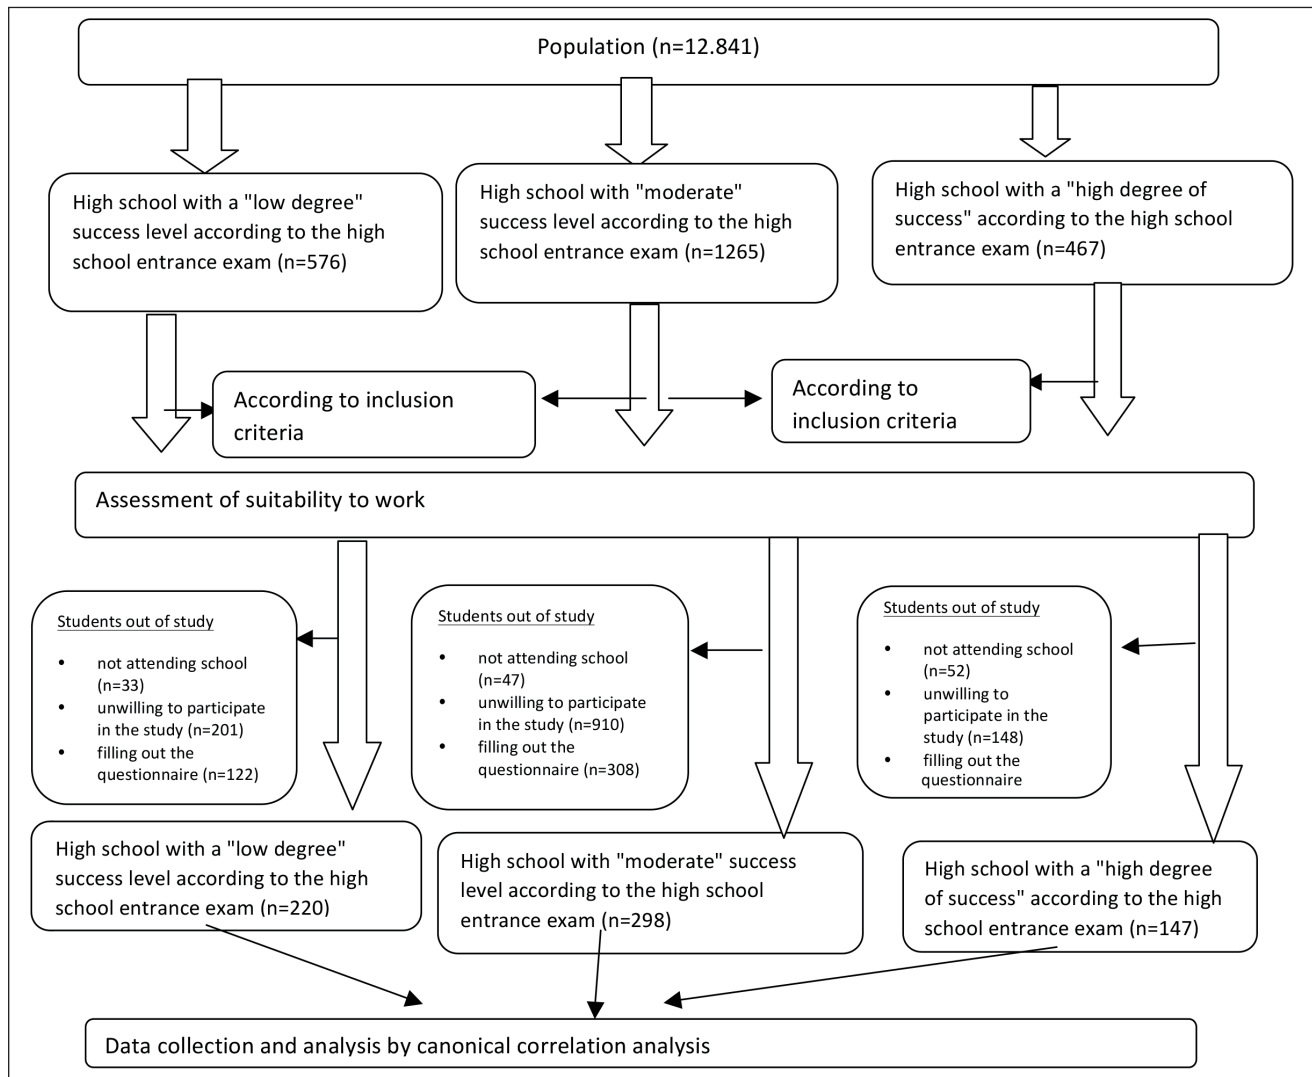 Population (n=12.841)
High school with a "low degree"
success level according to the high
school entrance exam (n=576)
High school with "moderate"
success level according to the high
school entrance exam (n=1265)
High school with a "high degree of
success" according to the high school
entrance exam (n=467)
According to inclusion
criteria
According to
inclusion criteria
Assessment of suitability to work
Students out of study
• not attending school
(n=33)
• unwilling to participate
in the study (n=201)
• filling out the
questionnaire (n=122)
Students out of study
• not attending school
(n=47)
• unwilling to participate
in the study (n=910)
• filling out the
questionnaire (n=308)
Students out of study
• not attending school
(n=52)
• unwilling to
participate in the
study (n=148)
• filling out the
questionnaire
High school with a "low degree"
success level according to the high
school entrance exam (n=220)
High school with "moderate" success
level according to the high school
entrance exam (n=298)
High school with a "high degree
of success" according to the high
school entrance exam (n=147)
Data collection and analysis by canonical correlation analysis